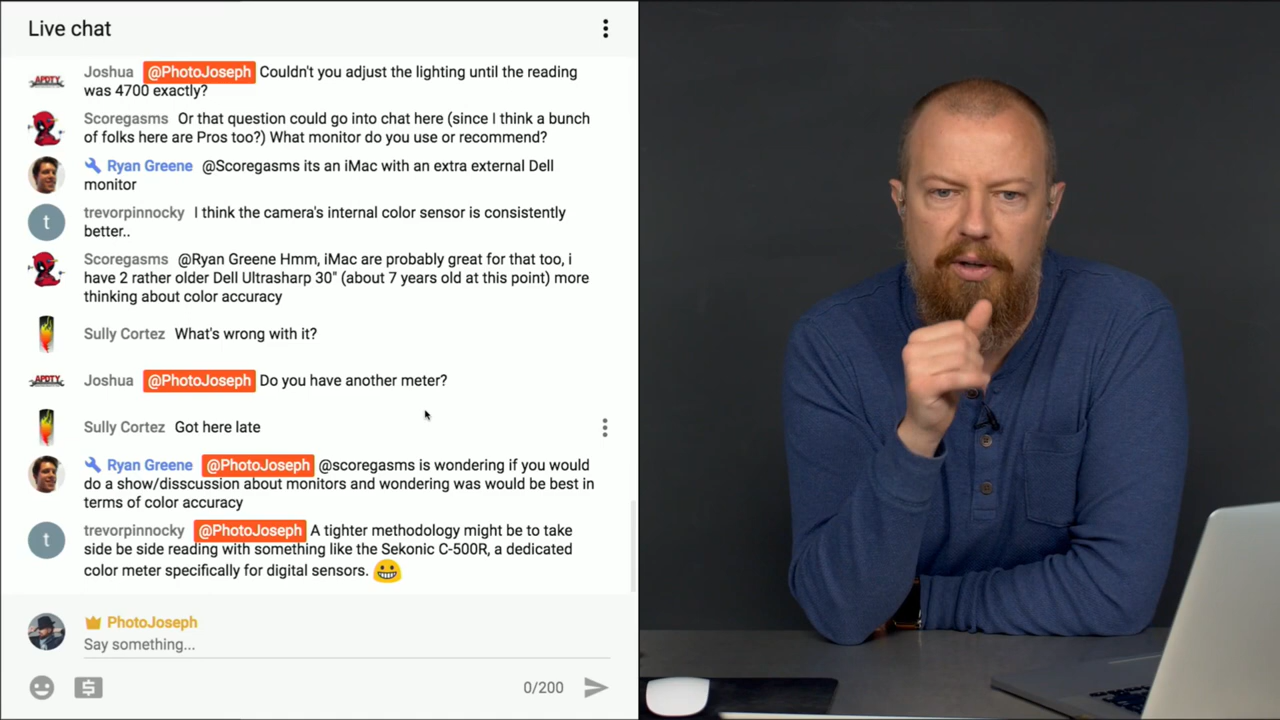 Live chat
Joshua @PhotoJoseph Couldn't you adjust the lighting until the reading
was 4700 exactly?
Scoregasms Or that question could go into chat here (since I think a bunch
of folks here are Pros too?) What monitor do you use or recommend?
Ryan Greene @Scoregasms its an iMac with an extra external Dell
monitor
t
trevorpinnocky I think the camera's internal color sensor is consistently
better..
Scoregasms @Ryan Greene Hmm, iMac are probably great for that too, i
have 2 rather older Dell Ultrasharp 30" (about 7 years old at this point) more
thinking about color accuracy
Sully Cortez What's wrong with it?
APDTY
Joshua @PhotoJoseph Do you have another meter?
Sully Cortez Got here late
Ryan Greene @PhotoJoseph @scoregasms is wondering if you would
do a show/disscussion about monitors and wondering was would be best in
terms of color accuracy
t
trevorpinnocky @PhotoJoseph A tighter methodology might be to take
side be side reading with something like the Sekonic C-500R, a dedicated
color meter specifically for digital sensors. 😀
PhotoJoseph
Say something...
$
0/200